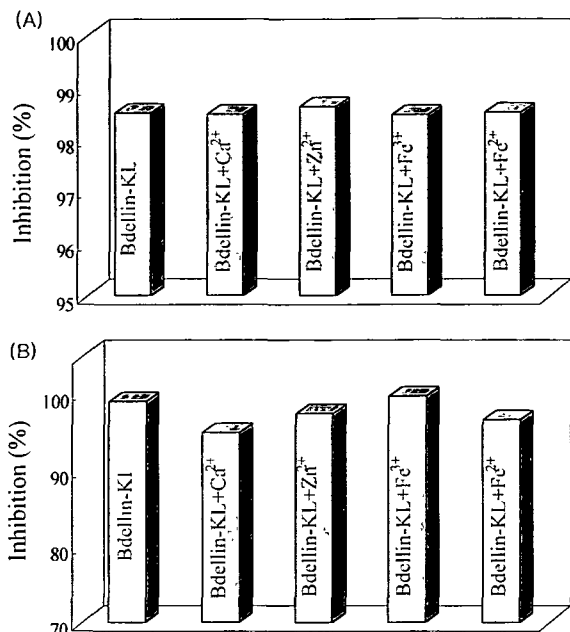 (A)
100
99
98
97
96
95
Inhibition (%)
Bdellin-KL
Bdellin-KL+Ca2+
Bdellin-KL+Zn2+
Bdellin-KL+Fe3+
Bdellin-KL+Fe2+
(B)
100
90
80
70
Inhibition (%)
Bdellin-KI
Bdellin-KL+Ca2+
Bdellin-KL+Zn2+
Bdellin-KL+Fe3+
Bdellin-KL+Fe2+